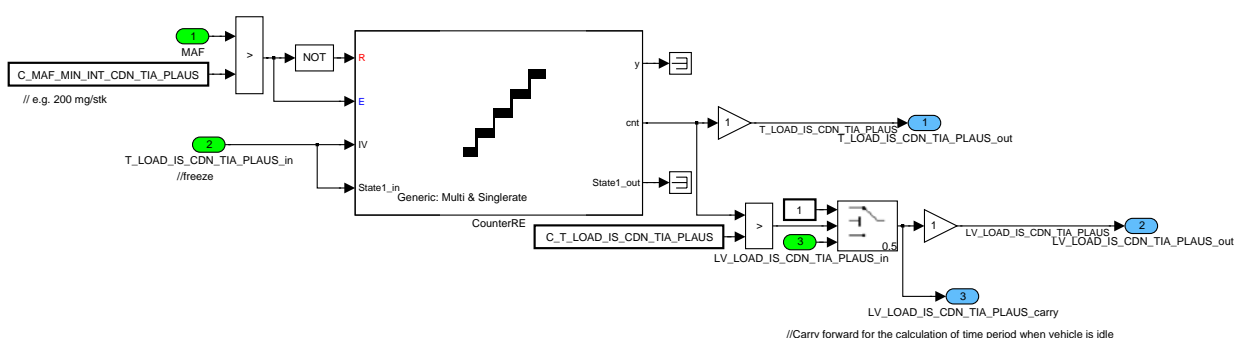 1
MAF
>
NOT
C_MAF_MIN_INT_CDN_TIA_PLAUS
// e.g. 200 mg/stk
2
T_LOAD_IS_CDN_TIA_PLAUS_in
//freeze
R
E
IV
State1_in
Generic: Multi & Singlerate
y
cnt
State1_out
CounterRE
1
T_LOAD_IS_CDN_TIA_PLAUS
1
T_LOAD_IS_CDN_TIA_PLAUS_out
C_T_LOAD_IS_CDN_TIA_PLAUS
>
1
3
LV_LOAD_IS_CDN_TIA_PLAUS_in
0.5
1
LV_LOAD_IS_CDN_TIA_PLAUS
2
LV_LOAD_IS_CDN_TIA_PLAUS_out
3
LV_LOAD_IS_CDN_TIA_PLAUS_carry
//Carry forward for the calculation of time period when vehicle is idle